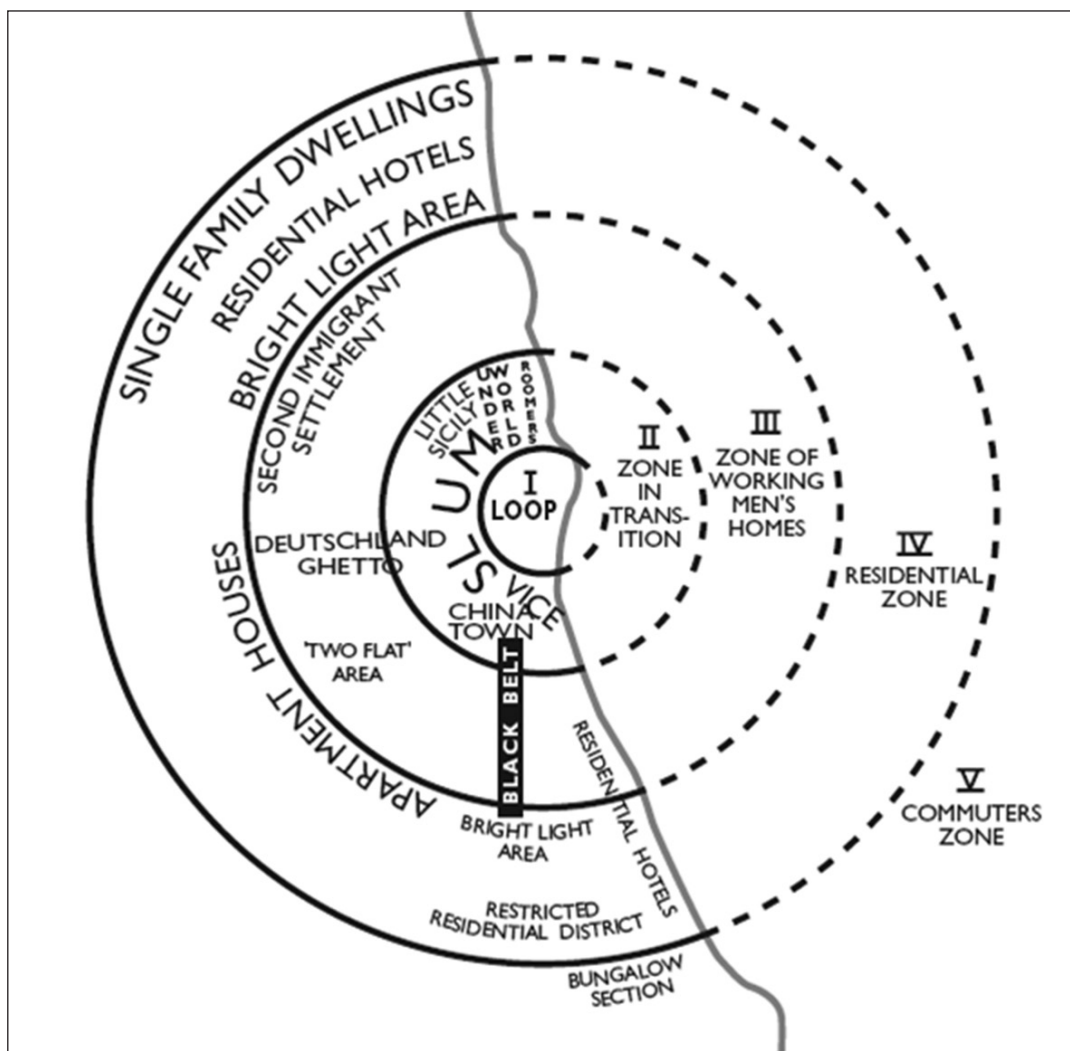 SINGLE FAMILY DWELLINGS
RESIDENTIAL HOTELS
BRIGHT LIGHT AREA
SECOND IMMIGRANT
SETTLEMENT
LITTLE
SICILY
UNDER
WORLD
ROOMERS
SLUM
I
LOOP
II
ZONE
IN
TRANS-
ITION
III
ZONE OF
WORKING
MEN'S
HOMES
IV
RESIDENTIAL
ZONE
V
COMMUTERS
ZONE
DEUTSCHLAND
GHETTO
VICE
CHINA
TOWN
'TWO FLAT'
AREA
APARTMENT HOUSES
BLACK BELT
RESIDENTIAL HOTELS
BRIGHT LIGHT
AREA
RESTRICTED
RESIDENTIAL DISTRICT
BUNGALOW
SECTION